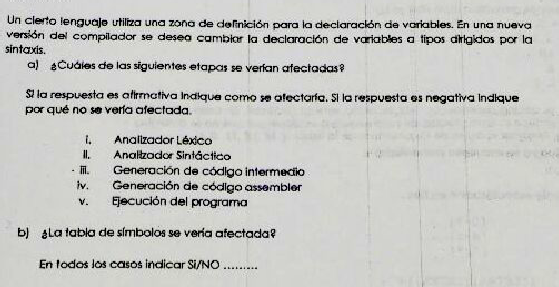 Un cierto lenguaje utiliza una zona de definición para la declaración de variables. En una nueva
versión del compilador se desea cambiar la declaración de variables a tipos dirigidos por la
sintaxis.
a) ¿Cuáles de las siguientes etapas se verían afectadas?
Si la respuesta es afirmativa indique como se afectaría. Si la respuesta es negativa indique
por qué no se vería afectada.
i. Analizador Léxico
ii. Analizador Sintáctico
iii. Generación de código intermedio
iv. Generación de código assembler
v. Ejecución del programa
b) ¿La tabla de símbolos se vería afectada?
En todos los casos indicar SI/NO .........